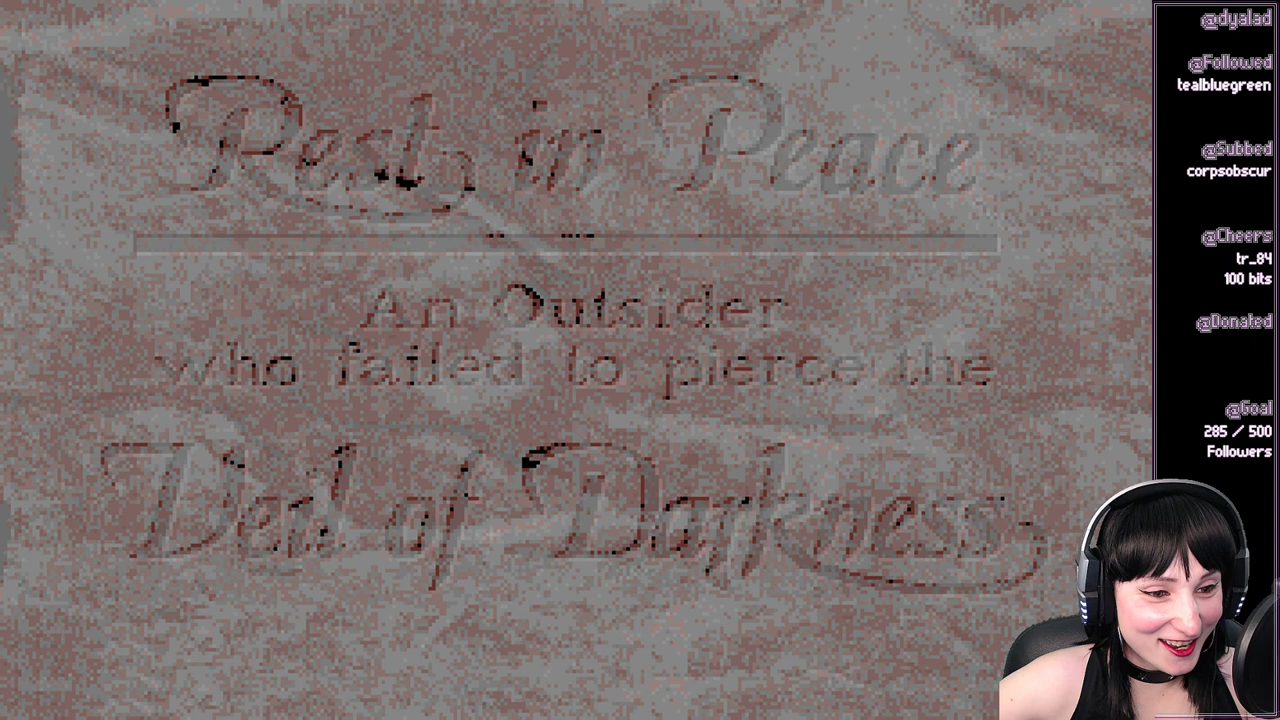 Rest in Peace
An Outsider
who failed to pierce the
Veil of Darkness
@dyalad
@Followed
tealbluegreen
@Subbed
corpsobscur
@Cheers
tr_84
100 bits
@Donated
@Goal
285 / 500
Followers